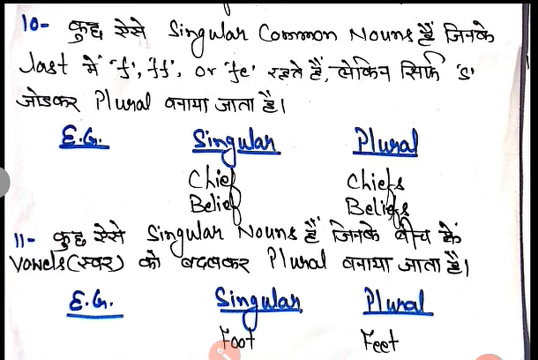 10- कुछ ऐसे Singular Common Nouns हैं जिनके
last में 'f', 'ff', or 'fe' रहते हैं, लेकिन सिर्फ 's'
जोडकर Plural बनाया जाता है।
E.G. Singular Plural
Chief Chiefs
Belief Beliefs
11- कुछ ऐसे Singular Nouns हैं जिनके बीच के
Vowels(स्वर) को बदलकर Plural बनाया जाता है।
E.G. Singular Plural
Foot Feet